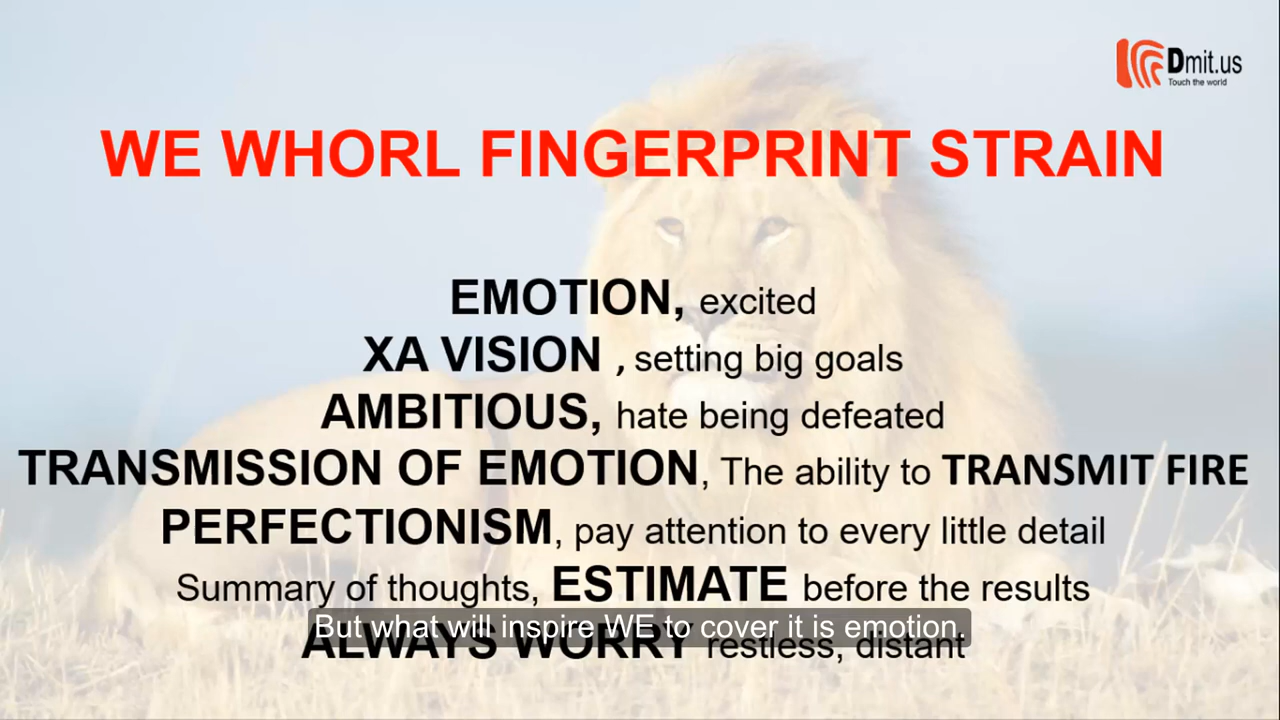 Dmit.us
Touch the world
WE WHORL FINGERPRINT STRAIN
EMOTION, excited
XA VISION , setting big goals
AMBITIOUS, hate being defeated
TRANSMISSION OF EMOTION, The ability to TRANSMIT FIRE
PERFECTIONISM, pay attention to every little detail
Summary of thoughts, ESTIMATE before the results
But what will inspire WE to cover it is emotion.
ALWAYS WORRY restless, distant